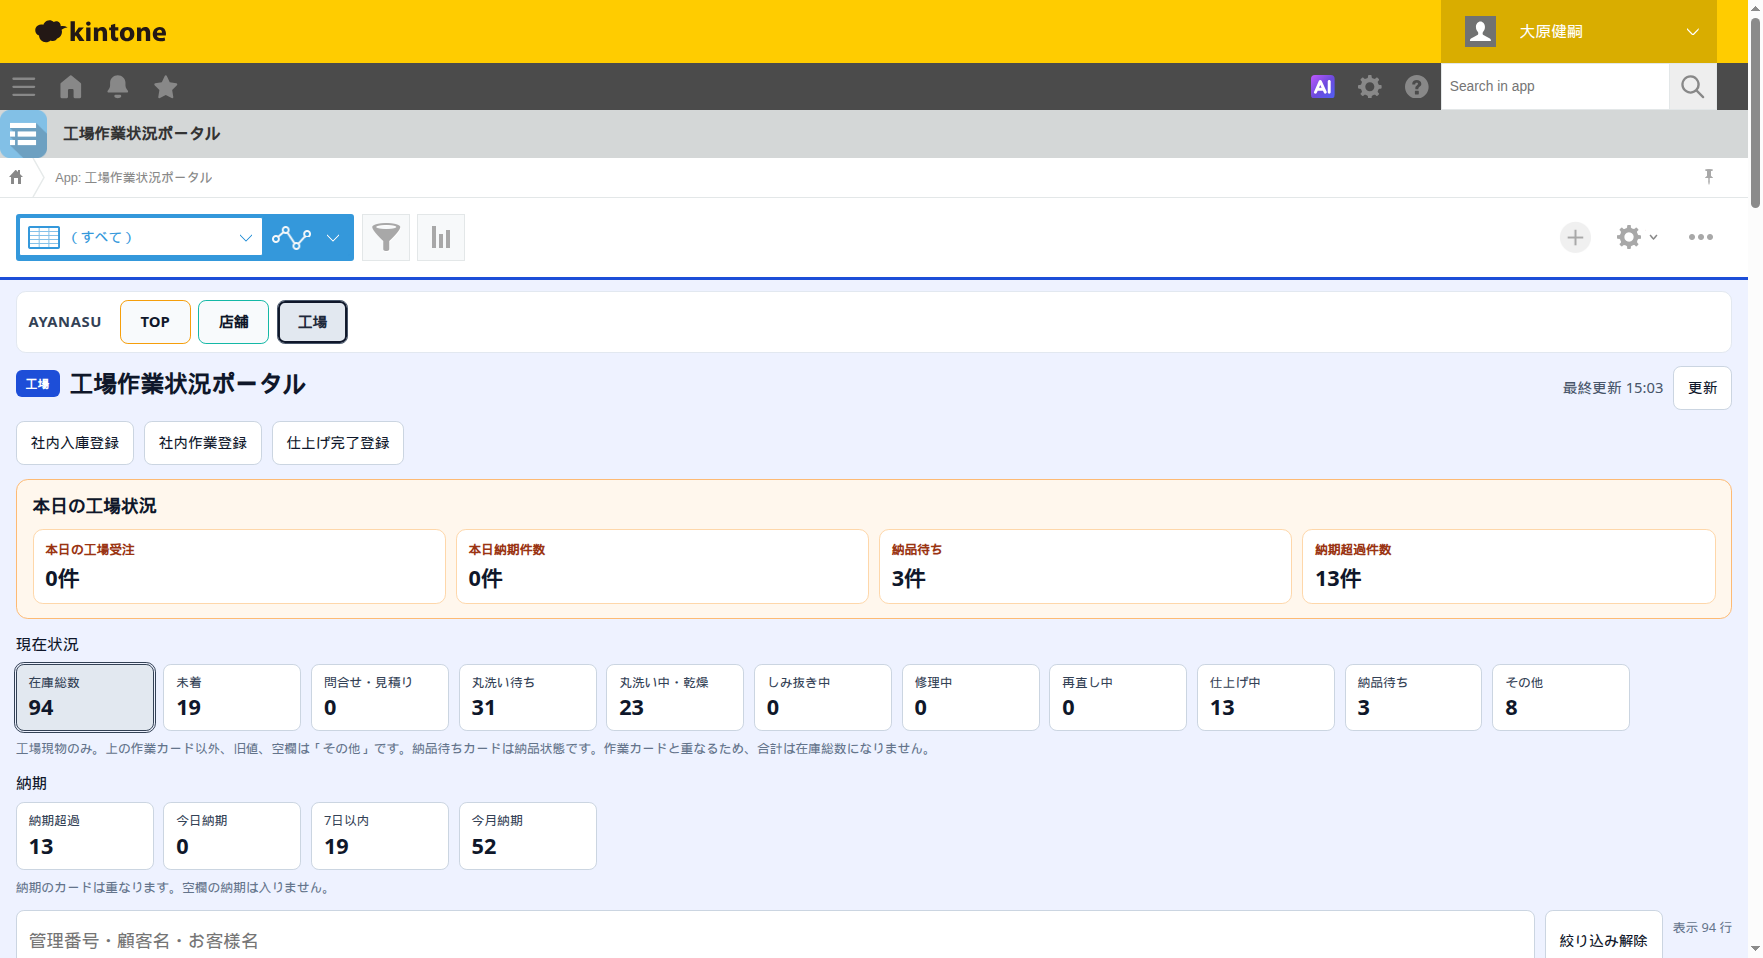 kintone
大原健嗣
AI
Search in app
工場作業状況ポータル
App: 工場作業状況ポータル
（すべて）
AYANASU TOP 店舗 工場
工場 工場作業状況ポータル
最終更新 15:03 更新
社内入庫登録 社内作業登録 仕上げ完了登録
本日の工場状況
本日の工場受注 本日納期件数 納品待ち 納期超過件数
0件 0件 3件 13件
現在状況
在庫総数 未着 問合せ・見積り 丸洗い待ち 丸洗い中・乾燥 しみ抜き中 修理中 再直し中 仕上げ中 納品待ち その他
94 19 0 31 23 0 0 0 13 3 8
工場現物のみ。上の作業カード以外、旧値、空欄は「その他」です。納品待ちカードは納品状態です。作業カードと重なるため、合計は在庫総数になりません。
納期
納期超過 今日納期 7日以内 今月納期
13 0 19 52
納期のカードは重なります。空欄の納期は入りません。
管理番号・顧客名・お客様名
絞り込み解除
表示 94 行